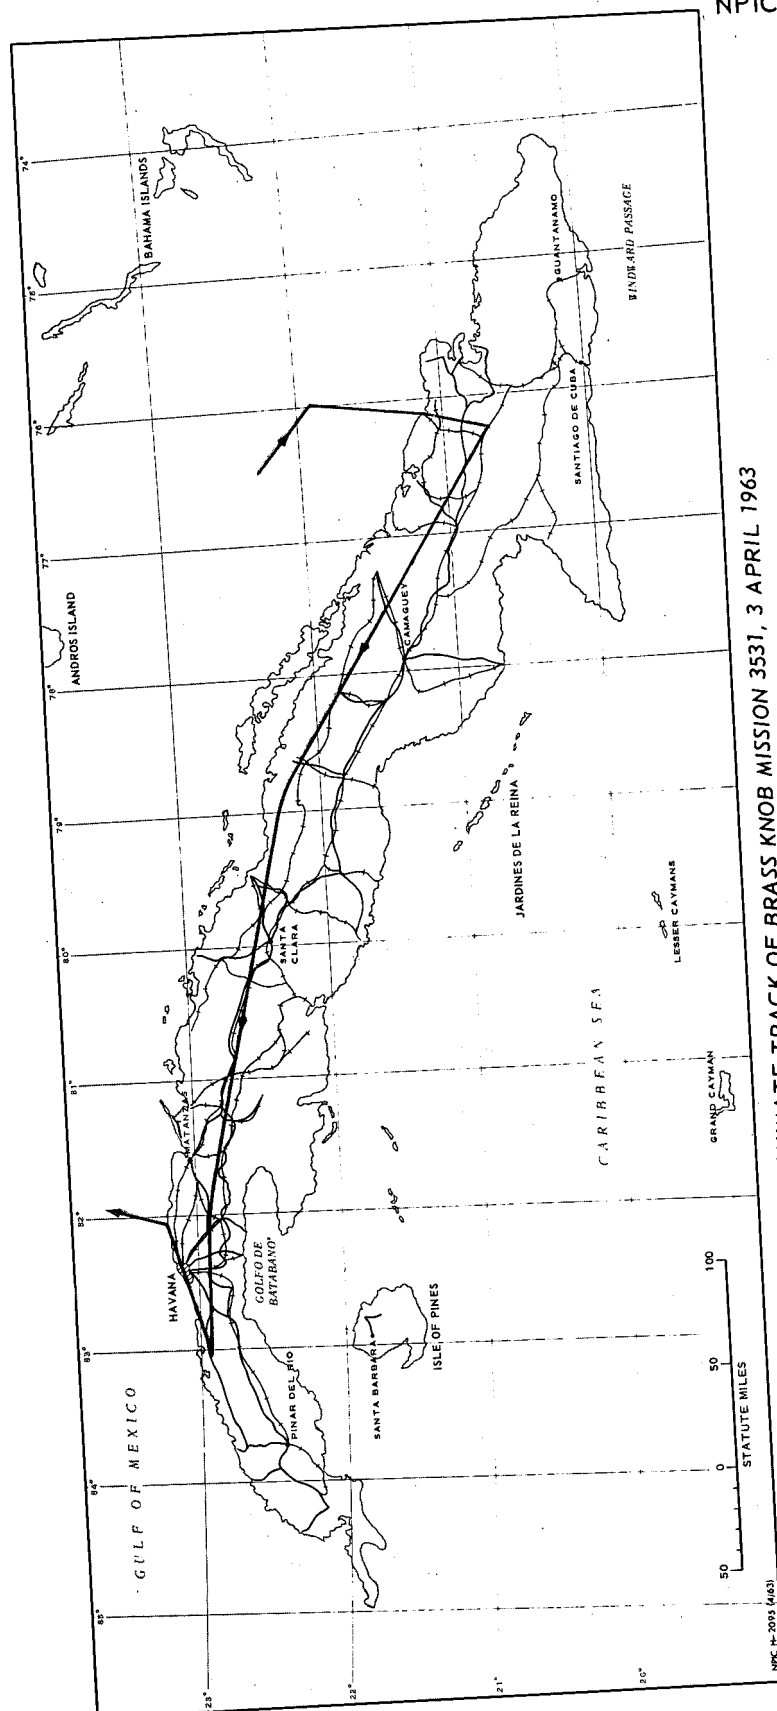 NPIC
85°
84°
83°
82°
81°
80°
79°
78°
77°
76°
75°
74°
23°
22°
21°
20°
GULF OF MEXICO
HAVANA
MATANZAS
PINAR DEL RIO
GOLFO DE
BATABANO
SANTA BARBARA
ISLE OF PINES
SANTA
CLARA
CAMAGUEY
ANDROS ISLAND
BAHAMA ISLANDS
GUANTANAMO
SANTIAGO DE CUBA
WINDWARD PASSAGE
JARDINES DE LA REINA
LESSER CAYMANS
GRAND CAYMAN
CARIBBEAN SEA
50 0 50 100
STATUTE MILES
NPIC H-2095 (4/63)
TRACK OF BRASS KNOB MISSION 3531, 3 APRIL 1963